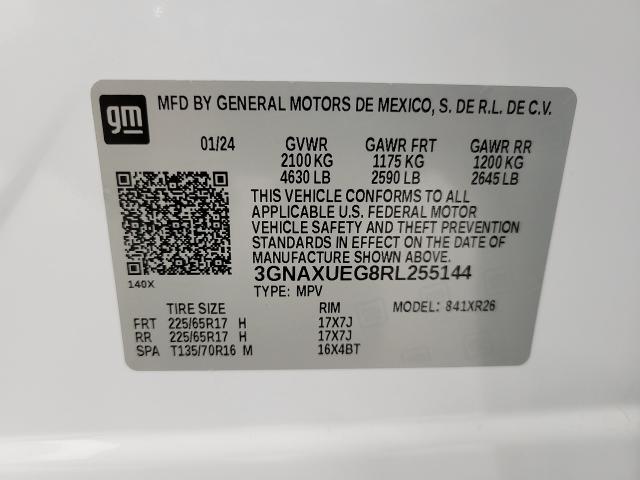 gm
MFD BY GENERAL MOTORS DE MEXICO, S. DE R.L. DE C.V.
01/24 GVWR GAWR FRT GAWR RR
2100 KG 1175 KG 1200 KG
4630 LB 2590 LB 2645 LB
THIS VEHICLE CONFORMS TO ALL
APPLICABLE U.S. FEDERAL MOTOR
VEHICLE SAFETY AND THEFT PREVENTION
STANDARDS IN EFFECT ON THE DATE OF
MANUFACTURE SHOWN ABOVE.
140X
3GNAXUEG8RL255144
TYPE: MPV
TIRE SIZE RIM MODEL: 841XR26
FRT 225/65R17 H 17X7J
RR 225/65R17 H 17X7J
SPA T135/70R16 M 16X4BT